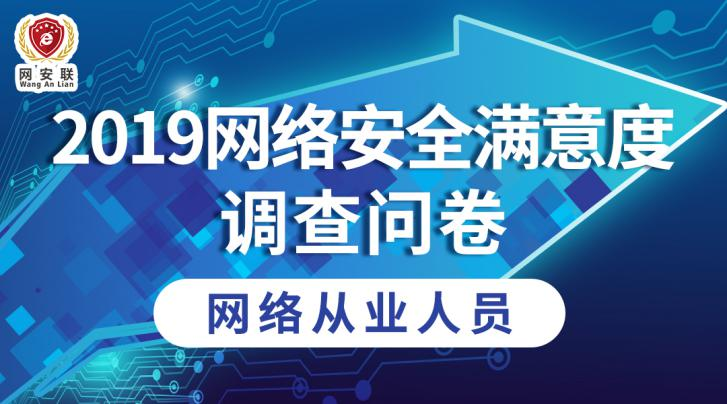 网安联
Wang An Lian
2019网络安全满意度
调查问卷
网络从业人员